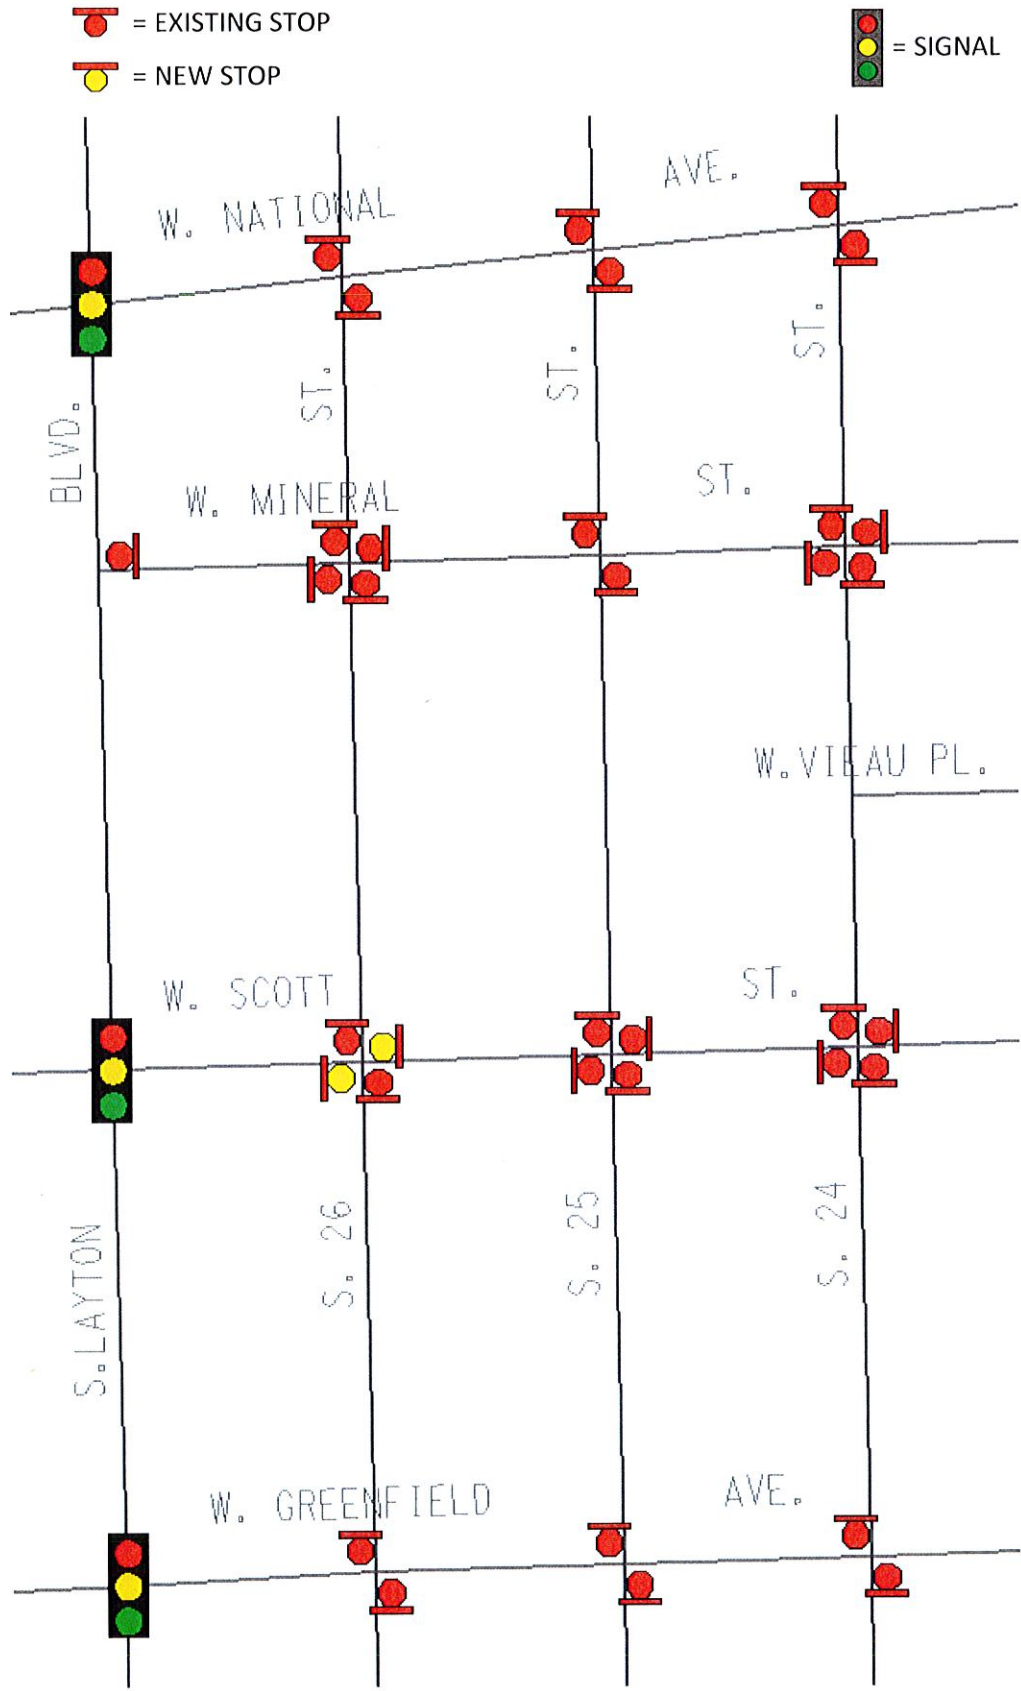 = EXISTING STOP
= NEW STOP
= SIGNAL
W. NATIONAL AVE.
ST.
ST.
ST.
BLVD.
W. MINERAL ST.
W.VIEAU PL.
W. SCOTT ST.
S.LAYTON
S. 26
S. 25
S. 24
W. GREENFIELD AVE.